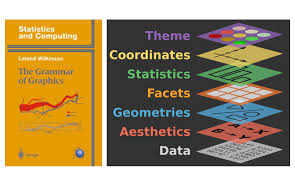 Statistics
and Computing
Leland Wilkinson
The Grammar
of Graphics
Springer
Theme
Coordinates
Statistics
Facets
Geometries
Aesthetics
Data